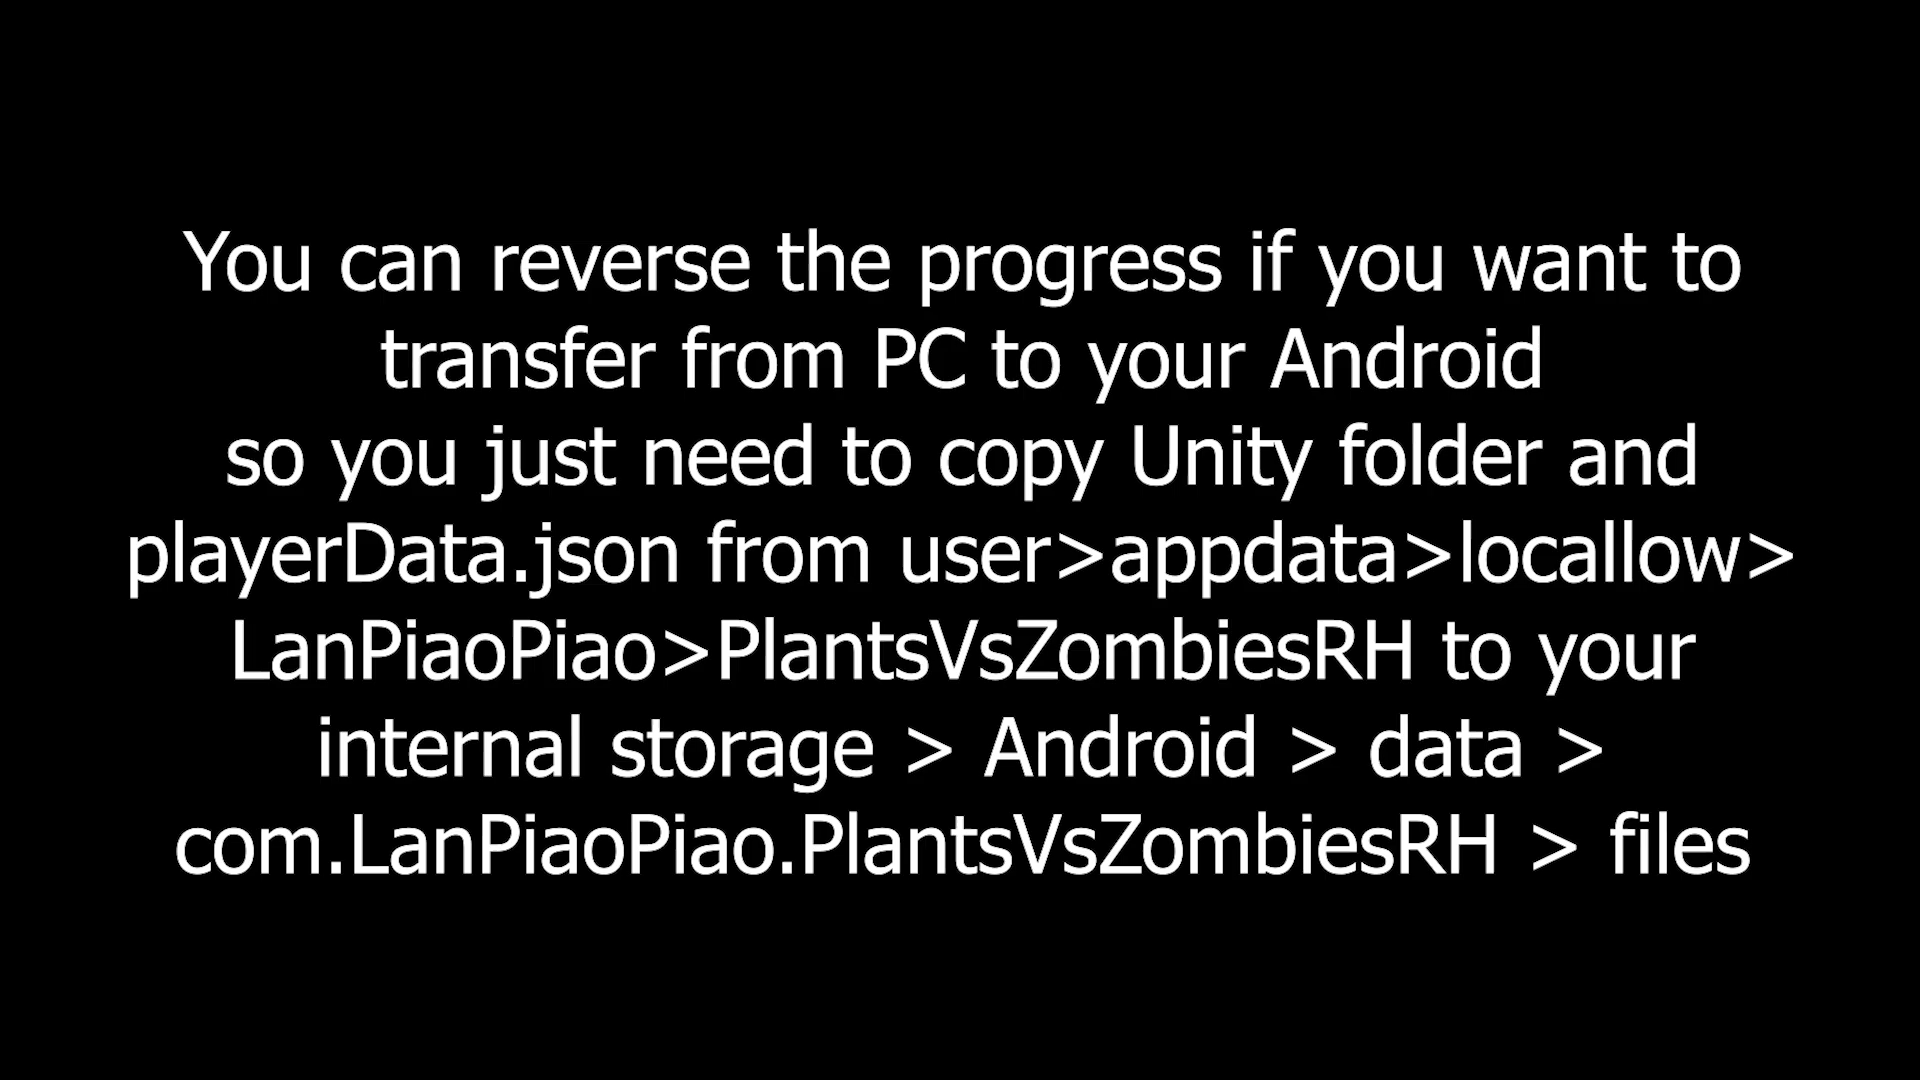 You can reverse the progress if you want to
transfer from PC to your Android
so you just need to copy Unity folder and
playerData.json from user>appdata>locallow>
LanPiaoPiao>PlantsVsZombiesRH to your
internal storage > Android > data >
com.LanPiaoPiao.PlantsVsZombiesRH > files